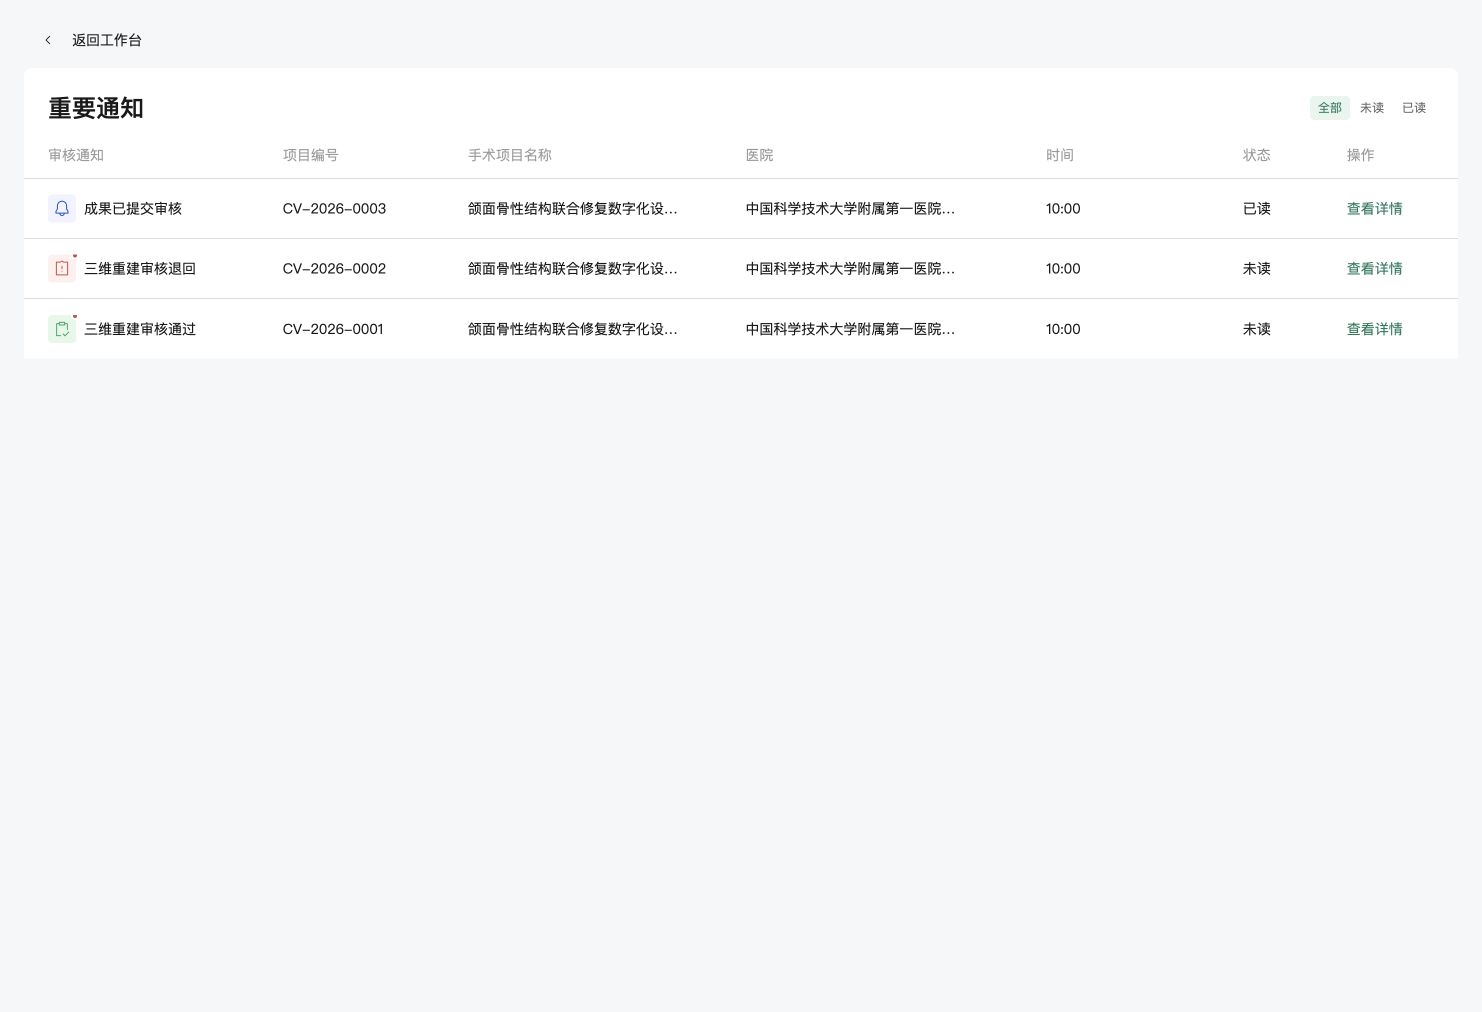 返回工作台
重要通知 全部 未读 已读
审核通知 项目编号 手术项目名称 医院 时间 状态 操作
成果已提交审核 CV-2026-0003 颌面骨性结构联合修复数字化设... 中国科学技术大学附属第一医院... 10:00 已读 查看详情
三维重建审核退回 CV-2026-0002 颌面骨性结构联合修复数字化设... 中国科学技术大学附属第一医院... 10:00 未读 查看详情
三维重建审核通过 CV-2026-0001 颌面骨性结构联合修复数字化设... 中国科学技术大学附属第一医院... 10:00 未读 查看详情